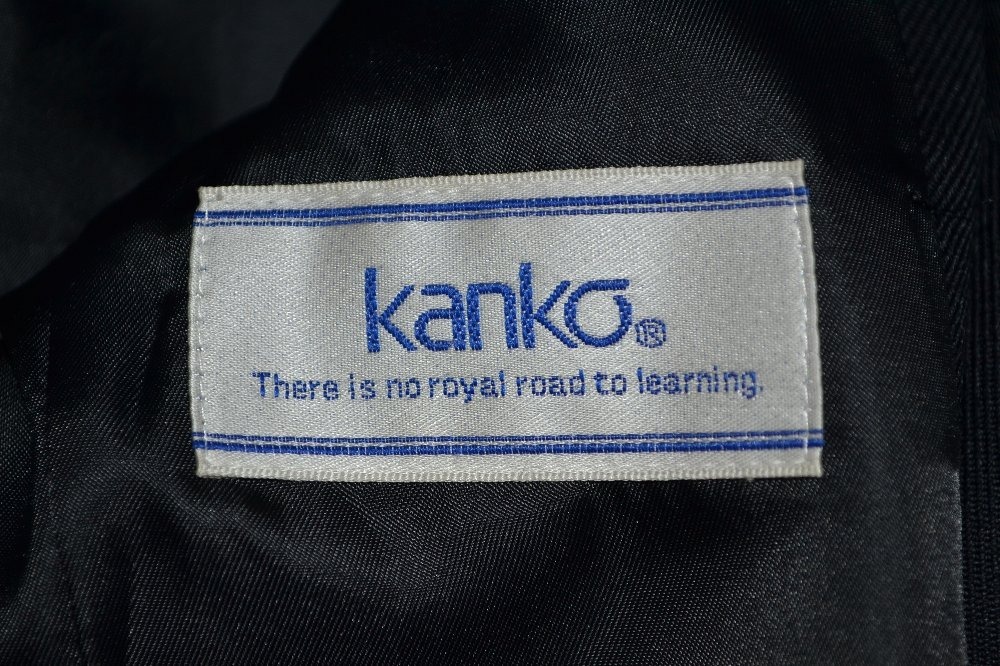 kanko®
There is no royal road to learning.